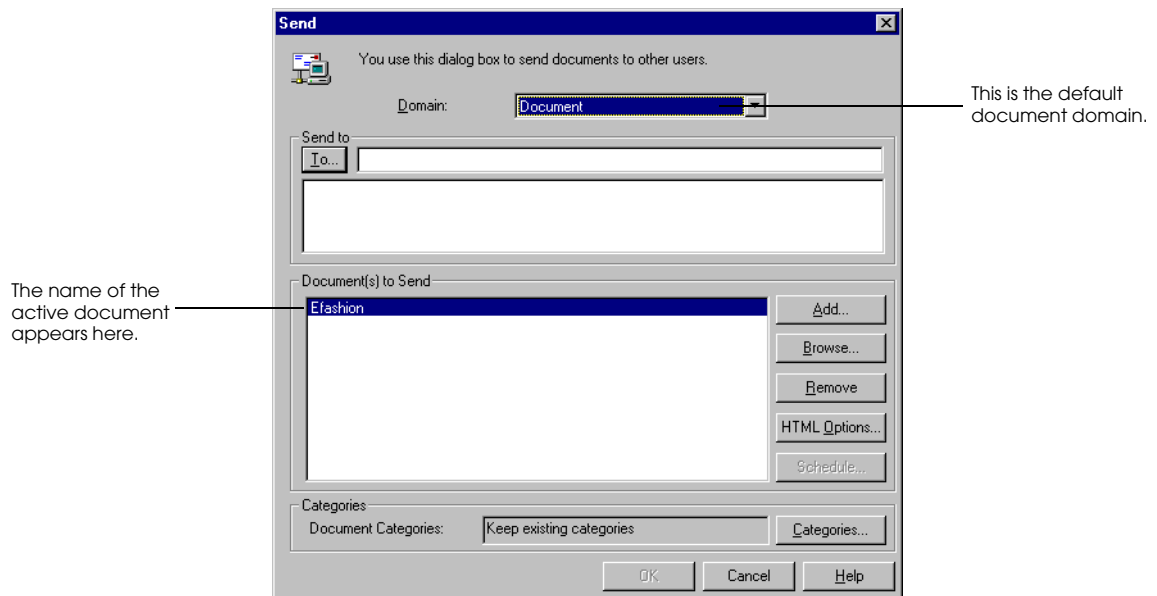 Send
You use this dialog box to send documents to other users.
Domain:
Document
This is the default
document domain.
Send to
To...
The name of the
active document
appears here.
Document(s) to Send
Efashion
Add...
Browse...
Remove
HTML Options...
Schedule...
Categories
Document Categories:
Keep existing categories
Categories...
OK
Cancel
Help